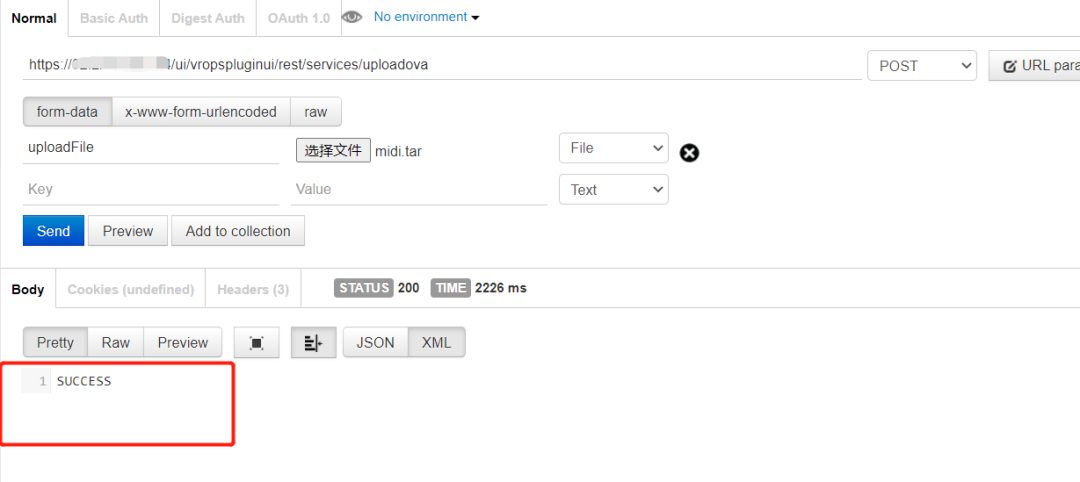 Normal Basic Auth Digest Auth OAuth 1.0 No environment
/ui/vropspluginui/rest/services/uploadova POST URL para
form-data x-www-form-urlencoded raw
uploadFile 选择文件 midi.tar File
Key Value Text
Send Preview Add to collection
Body Cookies (undefined) Headers (3) STATUS 200 TIME 2226 ms
Pretty Raw Preview JSON XML
1 SUCCESS